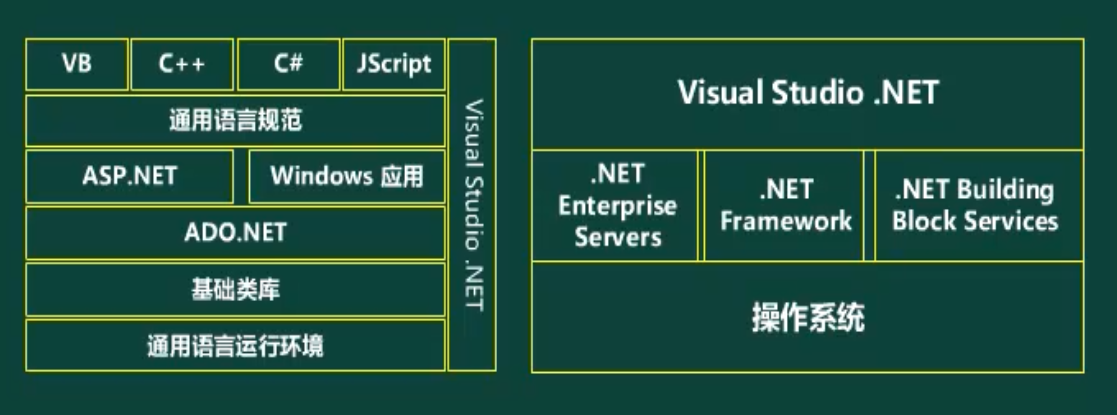 VB
C++
C#
JScript
通用语言规范
ASP.NET
Windows 应用
ADO.NET
基础类库
通用语言运行环境
Visual Studio .NET
Visual Studio .NET
.NET
Enterprise
Servers
.NET
Framework
.NET Building
Block Services
操作系统